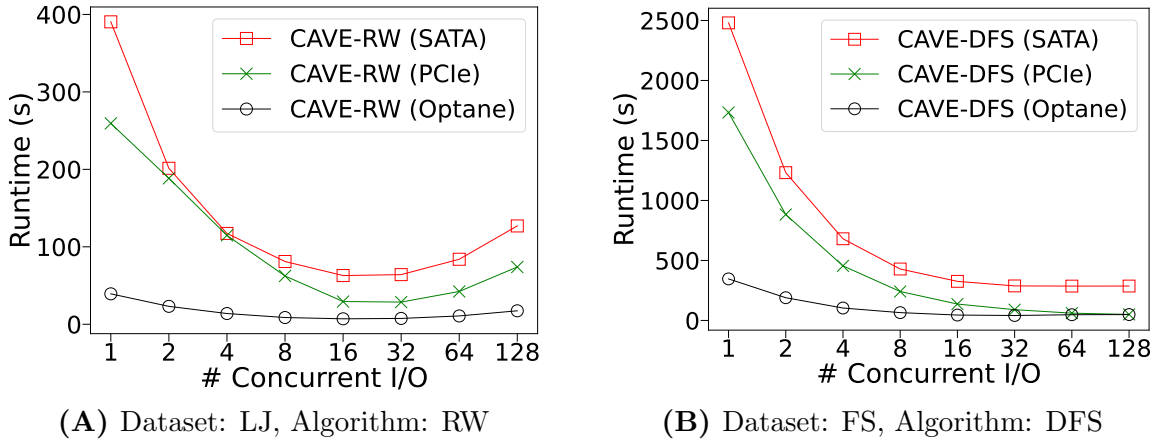 400
300
200
100
0
Runtime (s)
CAVE-RW (SATA)
CAVE-RW (PCIe)
CAVE-RW (Optane)
1 2 4 8 16 32 64 128
# Concurrent I/O
(A) Dataset: LJ, Algorithm: RW
2500
2000
1500
1000
500
0
Runtime (s)
CAVE-DFS (SATA)
CAVE-DFS (PCIe)
CAVE-DFS (Optane)
1 2 4 8 16 32 64 128
# Concurrent I/O
(B) Dataset: FS, Algorithm: DFS